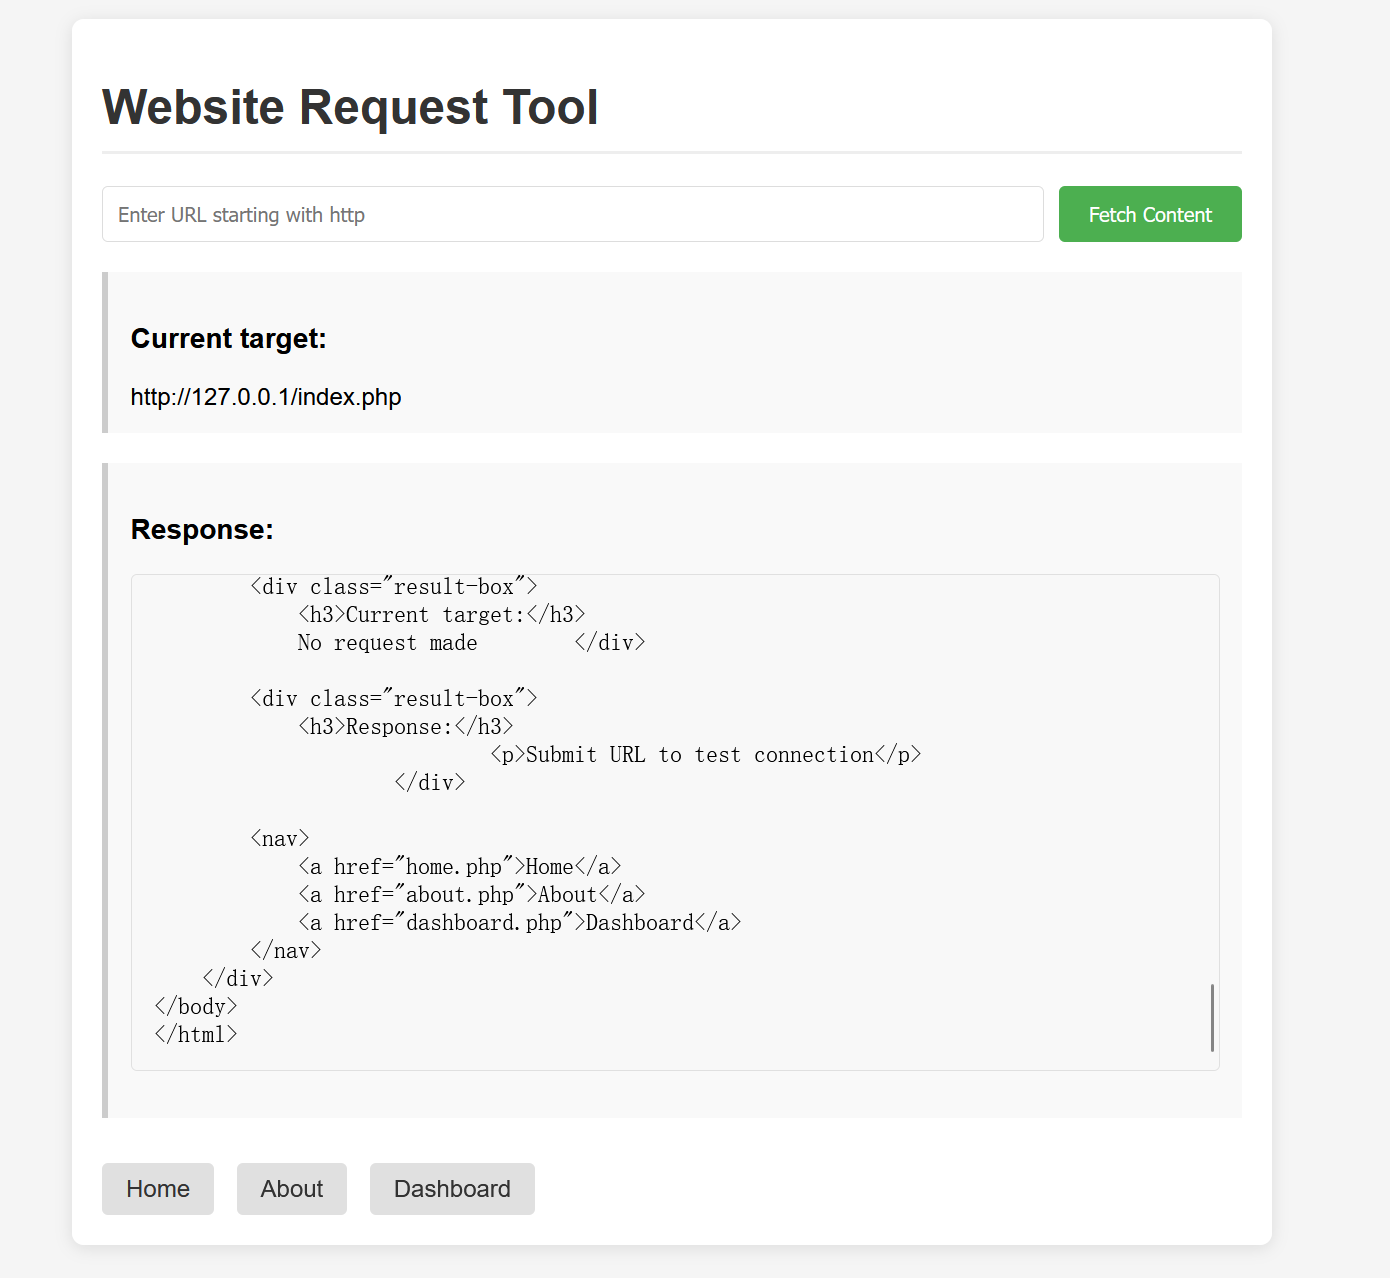 Website Request Tool
Enter URL starting with http
Fetch Content
Current target:
http://127.0.0.1/index.php
Response:
<div class="result-box">
<h3>Current target:</h3>
No request made </div>
<div class="result-box">
<h3>Response:</h3>
<p>Submit URL to test connection</p>
</div>
<nav>
<a href="home.php">Home</a>
<a href="about.php">About</a>
<a href="dashboard.php">Dashboard</a>
</nav>
</div>
</body>
</html>
Home
About
Dashboard